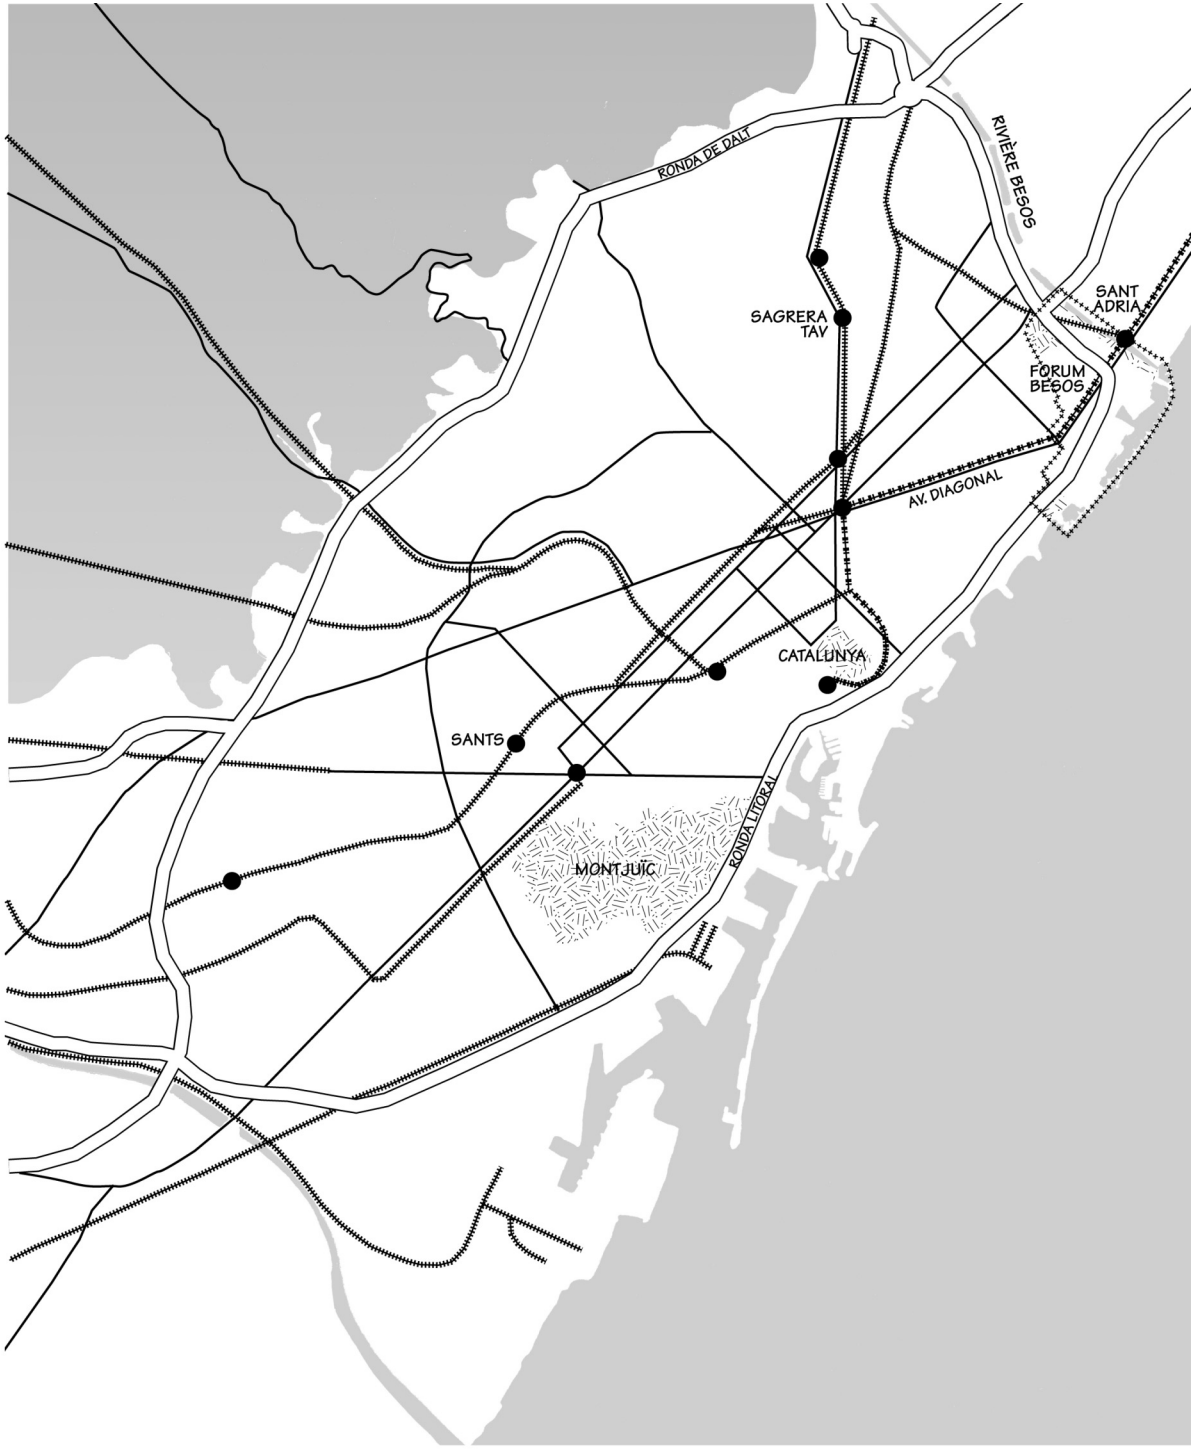 RONDA DE DALT
RIVIÈRE BESOS
SANT
ADRIA
SAGRERA
TAV
FORUM
BESOS
AV. DIAGONAL
CATALUNYA
SANTS
RONDA LITORAL
MONTJUÏC